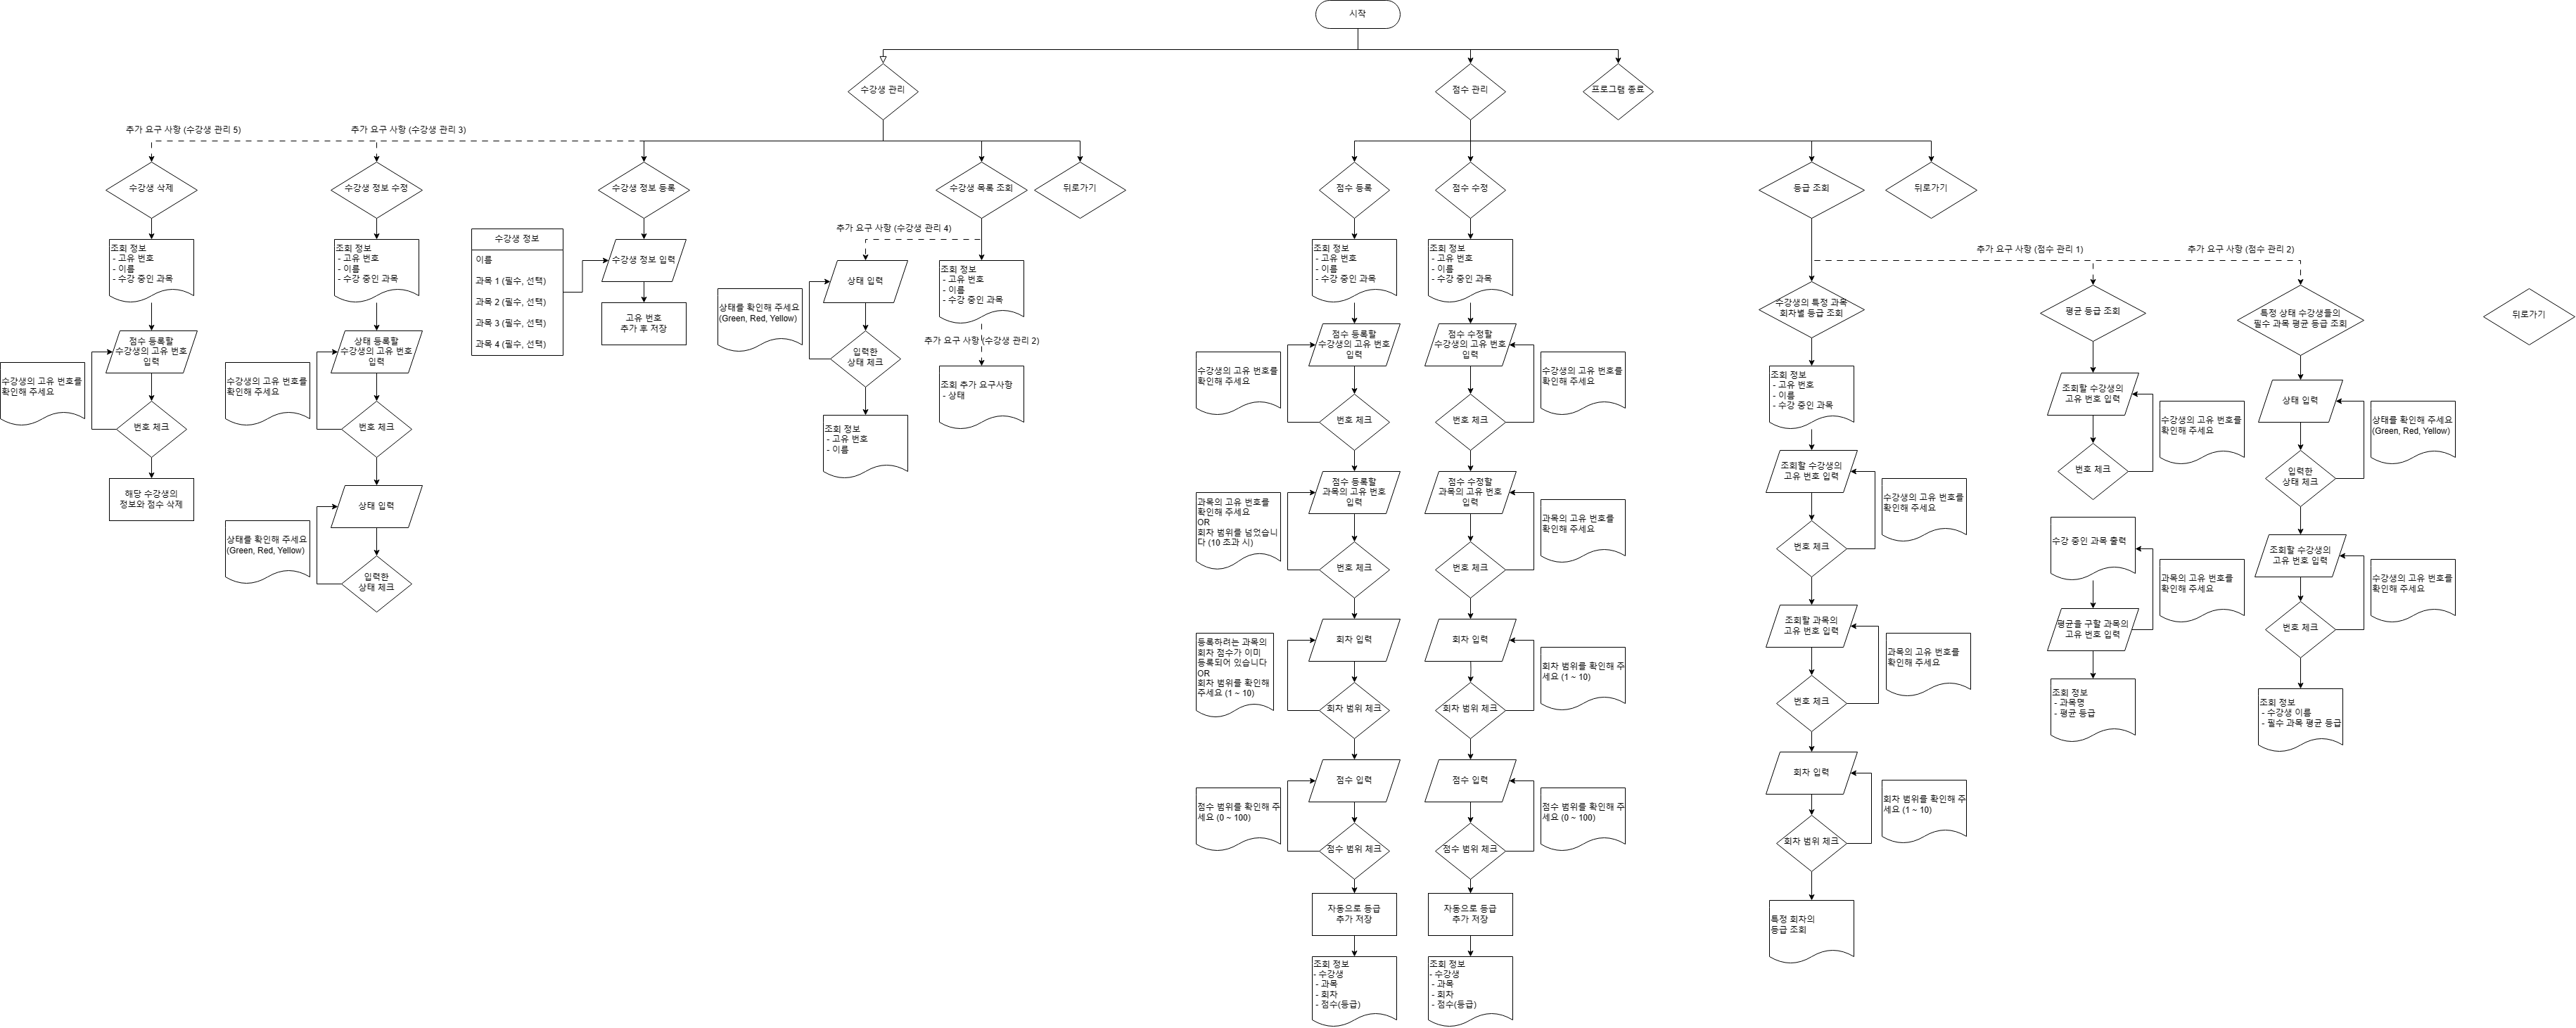 시작
수강생 관리
점수 관리
프로그램 종료
추가 요구 사항 (수강생 관리 5)
추가 요구 사항 (수강생 관리 3)
수강생 삭제
수강생 정보 수정
수강생 정보 등록
수강생 목록 조회
뒤로가기
점수 등록
점수 수정
등급 조회
뒤로가기
조회 정보
- 고유 번호
- 이름
- 수강 중인 과목
점수 등록할
수강생의 고유 번호
입력
수강생의 고유 번호를
확인해 주세요
번호 체크
해당 수강생의
정보와 점수 삭제
조회 정보
- 고유 번호
- 이름
- 수강 중인 과목
상태 등록할
수강생의 고유 번호
입력
수강생의 고유 번호를
확인해 주세요
번호 체크
상태 입력
상태를 확인해 주세요
(Green, Red, Yellow)
입력한
상태 체크
수강생 정보
이름
과목 1 (필수, 선택)
과목 2 (필수, 선택)
과목 3 (필수, 선택)
과목 4 (필수, 선택)
수강생 정보 입력
고유 번호
추가 후 저장
추가 요구 사항 (수강생 관리 4)
상태 입력
상태를 확인해 주세요
(Green, Red, Yellow)
입력한
상태 체크
조회 정보
- 고유 번호
- 이름
조회 정보
- 고유 번호
- 이름
- 수강 중인 과목
추가 요구 사항 (수강생 관리 2)
조회 추가 요구사항
- 상태
조회 정보
- 고유 번호
- 이름
- 수강 중인 과목
점수 등록할
수강생의 고유 번호
입력
수강생의 고유 번호를
확인해 주세요
번호 체크
점수 등록할
과목의 고유 번호
입력
과목의 고유 번호를
확인해 주세요
OR
회차 범위를 넘었습니
다 (10 초과 시)
번호 체크
회차 입력
등록하려는 과목의
회차 점수가 이미
등록되어 있습니다
OR
회차 범위를 확인해
주세요 (1 ~ 10)
회차 범위 체크
점수 입력
점수 범위를 확인해 주
세요 (0 ~ 100)
점수 범위 체크
자동으로 등급
추가 저장
조회 정보
- 수강생
- 과목
- 회차
- 점수(등급)
조회 정보
- 고유 번호
- 이름
- 수강 중인 과목
점수 수정할
수강생의 고유 번호
입력
수강생의 고유 번호를
확인해 주세요
번호 체크
점수 수정할
과목의 고유 번호
입력
과목의 고유 번호를
확인해 주세요
번호 체크
회차 입력
회차 범위를 확인해 주
세요 (1 ~ 10)
회차 범위 체크
점수 입력
점수 범위를 확인해 주
세요 (0 ~ 100)
점수 범위 체크
자동으로 등급
추가 저장
조회 정보
- 수강생
- 과목
- 회차
- 점수(등급)
추가 요구 사항 (점수 관리 1)
추가 요구 사항 (점수 관리 2)
수강생의 특정 과목
회차별 등급 조회
조회 정보
- 고유 번호
- 이름
- 수강 중인 과목
조회할 수강생의
고유 번호 입력
수강생의 고유 번호를
확인해 주세요
번호 체크
조회할 과목의
고유 번호 입력
과목의 고유 번호를
확인해 주세요
번호 체크
회차 입력
회차 범위를 확인해 주
세요 (1 ~ 10)
회차 범위 체크
특정 회차의
등급 조회
평균 등급 조회
조회할 수강생의
고유 번호 입력
수강생의 고유 번호를
확인해 주세요
번호 체크
수강 중인 과목 출력
과목의 고유 번호를
확인해 주세요
평균을 구할 과목의
고유 번호 입력
조회 정보
- 과목명
- 평균 등급
특정 상태 수강생들의
필수 과목 평균 등급 조회
상태 입력
상태를 확인해 주세요
(Green, Red, Yellow)
입력한
상태 체크
조회할 수강생의
고유 번호 입력
수강생의 고유 번호를
확인해 주세요
번호 체크
조회 정보
- 수강생 이름
- 필수 과목 평균 등급
뒤로가기